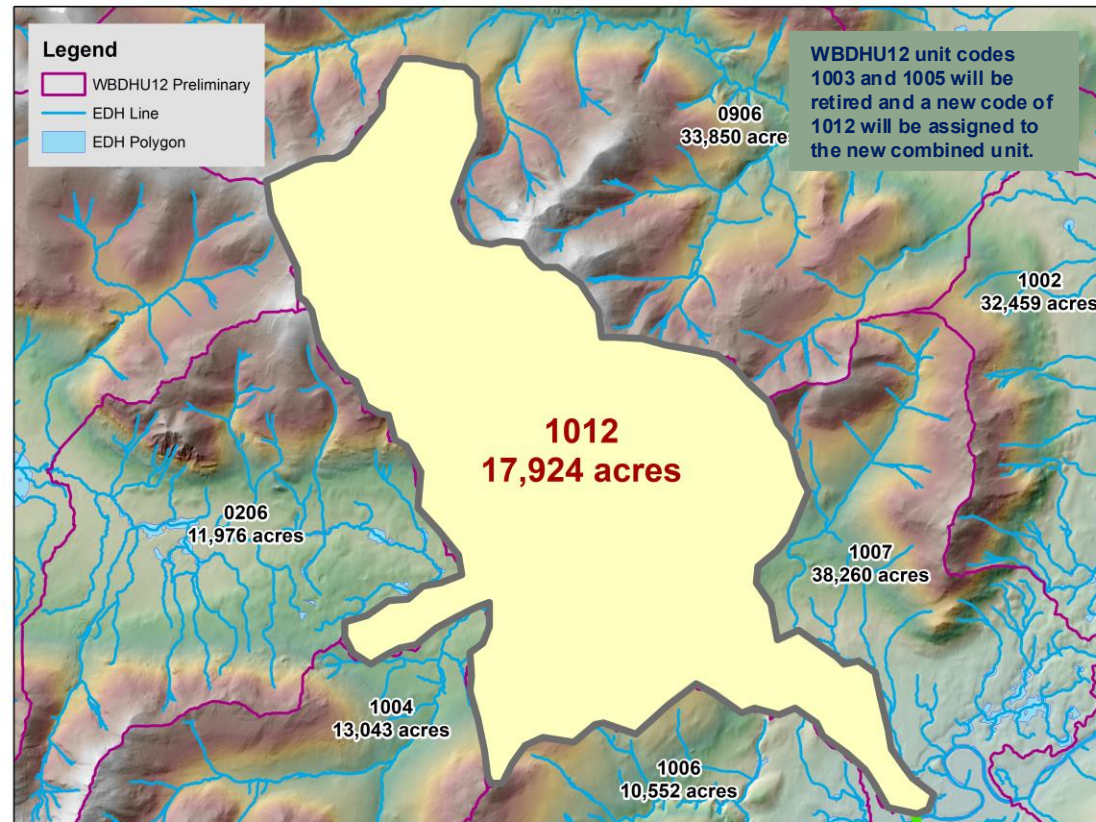 Legend
WBDHU12 Preliminary
EDH Line
EDH Polygon
WBDHU12 unit codes
1003 and 1005 will be
retired and a new code of
1012 will be assigned to
the new combined unit.
0906
33,850 acres
1002
32,459 acres
1012
17,924 acres
0206
11,976 acres
1007
38,260 acres
1004
13,043 acres
1006
10,552 acres